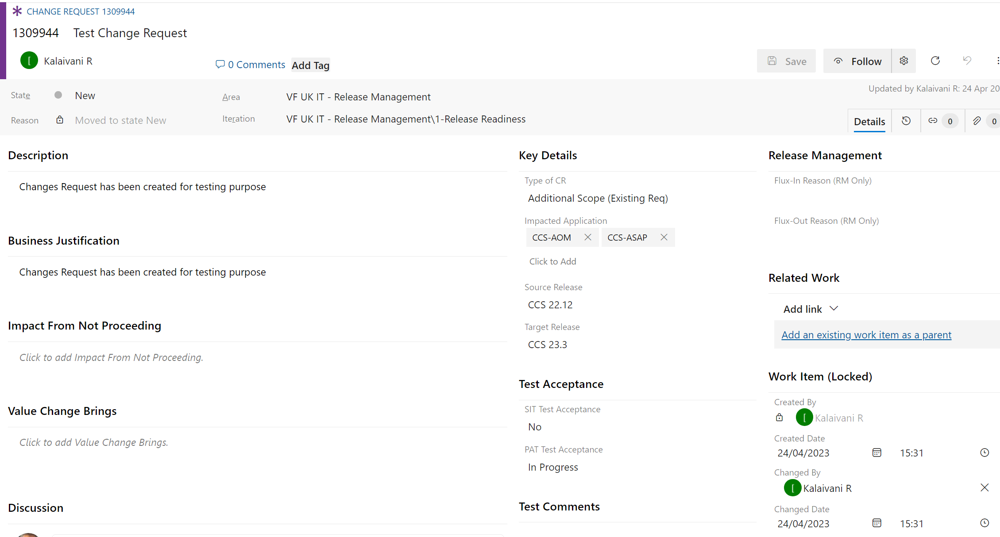 CHANGE REQUEST 1309944
1309944 Test Change Request
Kalaivani R
0 Comments Add Tag
Save
Follow
State New
Reason Moved to state New
Area VF UK IT - Release Management
Iteration VF UK IT - Release Management\1-Release Readiness
Updated by Kalaivani R: 24 Apr 20
Details
0
0
Description
Changes Request has been created for testing purpose
Business Justification
Changes Request has been created for testing purpose
Impact From Not Proceeding
Click to add Impact From Not Proceeding.
Value Change Brings
Click to add Value Change Brings.
Discussion
Key Details
Type of CR
Additional Scope (Existing Req)
Impacted Application
CCS-AOM CCS-ASAP
Click to Add
Source Release
CCS 22.12
Target Release
CCS 23.3
Test Acceptance
SIT Test Acceptance
No
PAT Test Acceptance
In Progress
Test Comments
Release Management
Flux-In Reason (RM Only)
Flux-Out Reason (RM Only)
Related Work
Add link
Add an existing work item as a parent
Work Item (Locked)
Created By
[ Kalaivani R
Created Date
24/04/2023 15:31
Changed By
[ Kalaivani R
Changed Date
24/04/2023 15:31